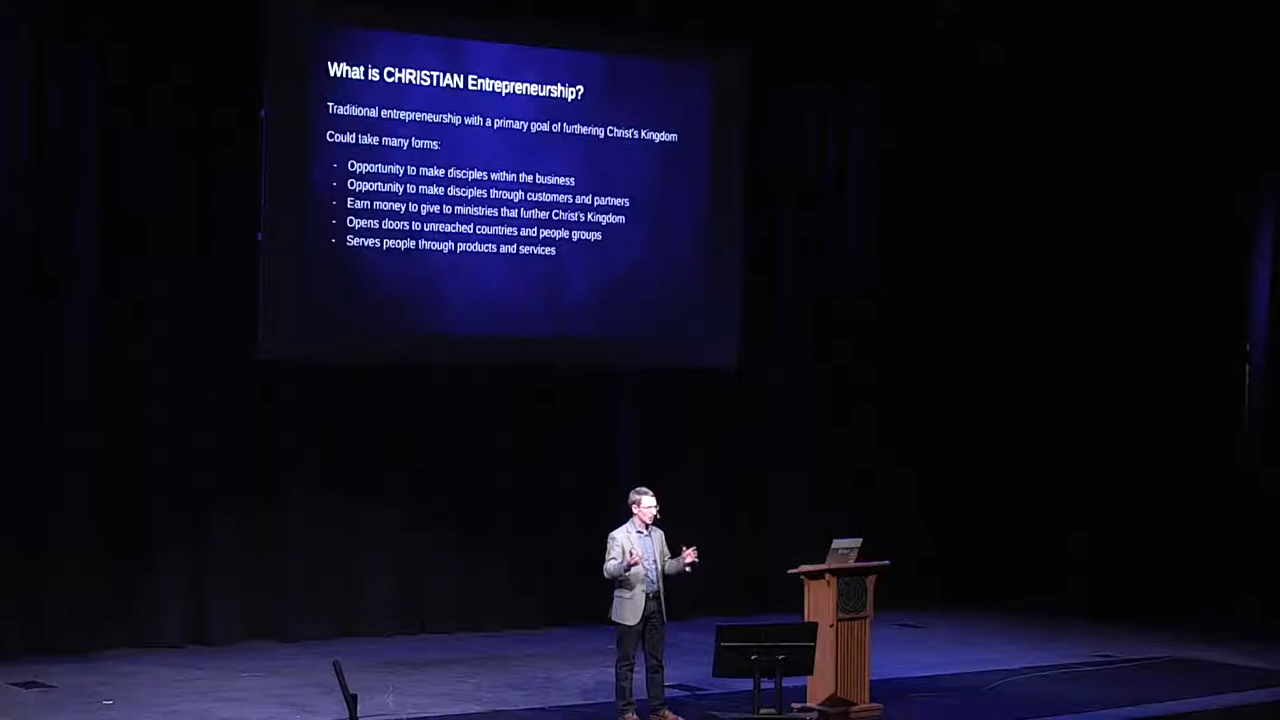 What is CHRISTIAN Entrepreneurship?
Traditional entrepreneurship with a primary goal of furthering Christ's Kingdom
Could take many forms:
- Opportunity to make disciples within the business
- Opportunity to make disciples through customers and partners
- Earn money to give to ministries that further Christ's Kingdom
- Opens doors to unreached countries and people groups
- Serves people through products and services